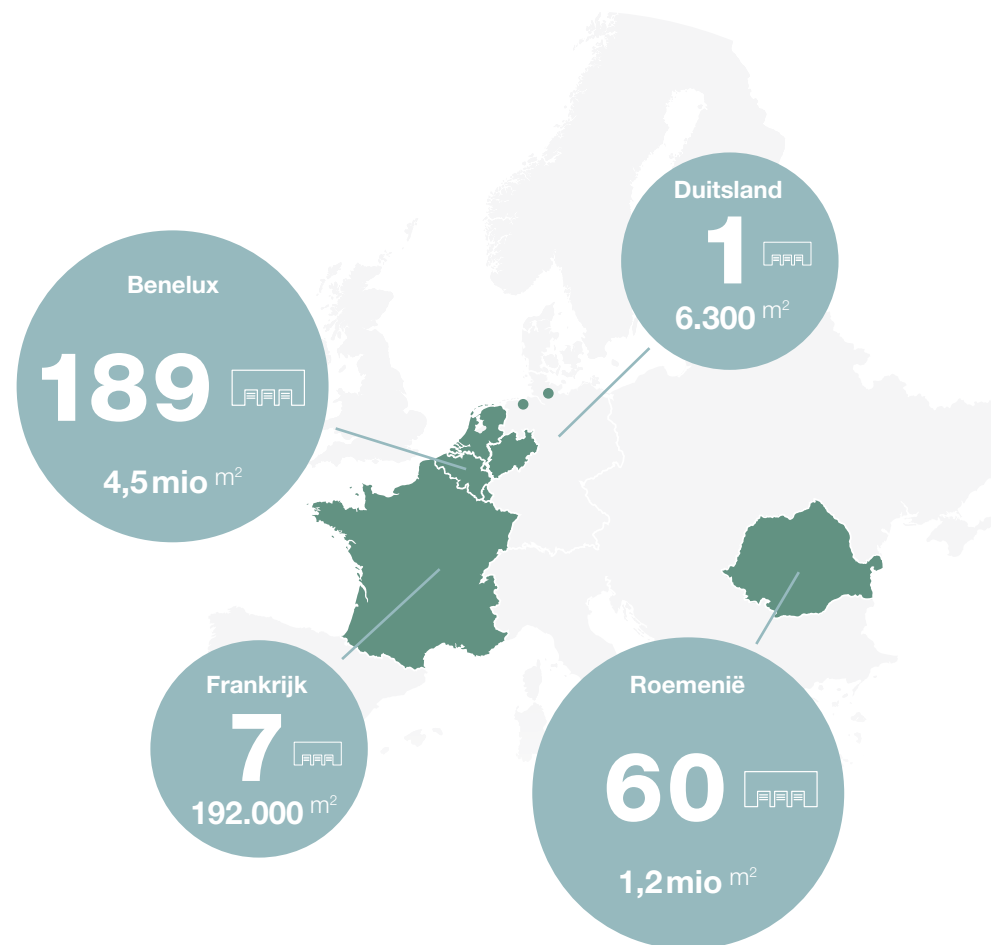 Duitsland
1
6.300 m²
Benelux
189
4,5 mio m²
Frankrijk
7
192.000 m²
Roemenië
60
1,2 mio m²